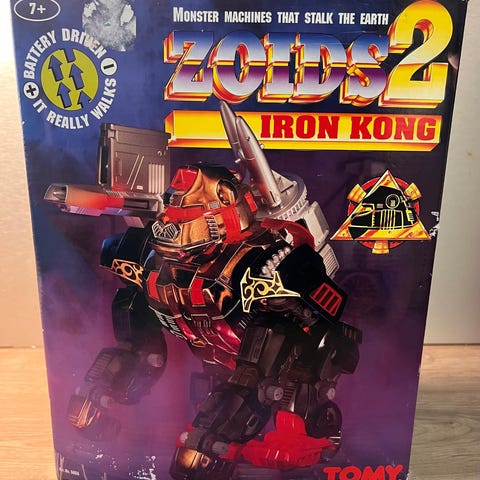 7+
MONSTER MACHINES THAT STALK THE EARTH
BATTERY DRIVEN
IT REALLY WALKS
ZOIDS2
IRON KONG
TOMY